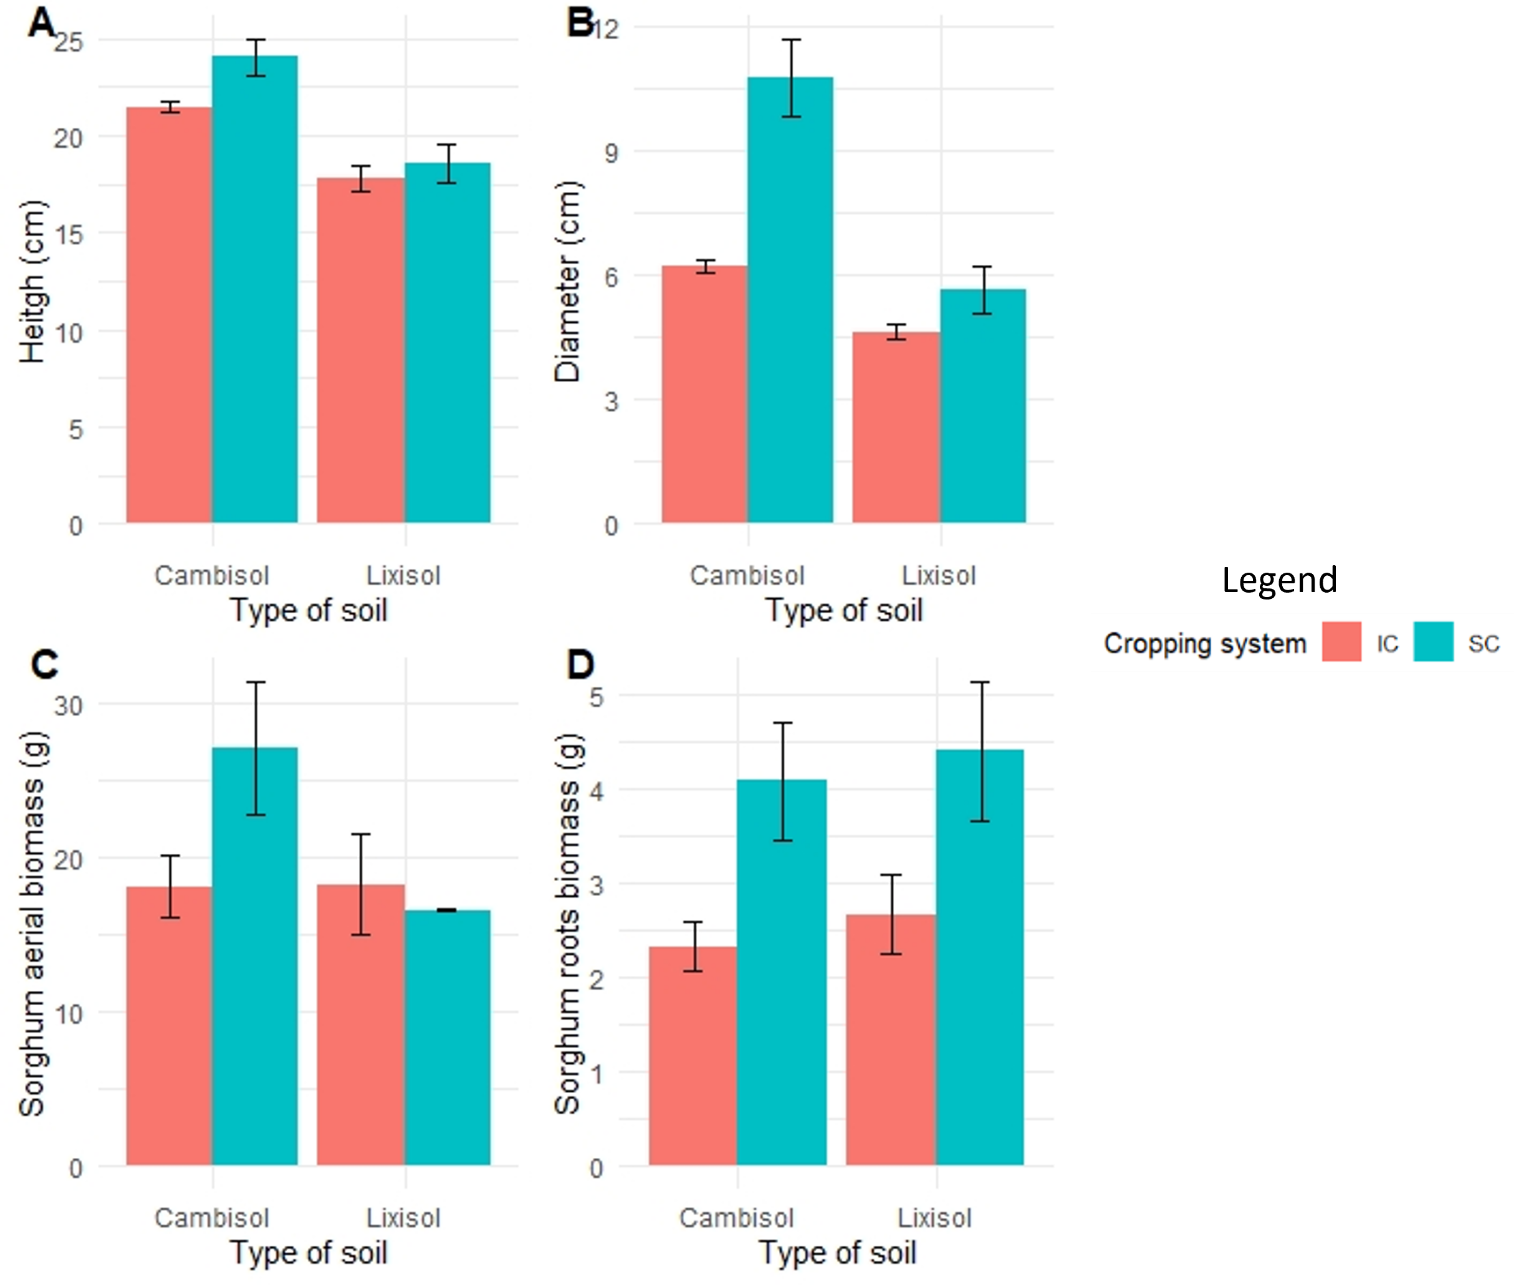 A
25
20
15
10
5
0
Heitgh (cm)
Cambisol Lixisol
Type of soil
B
12
9
6
3
0
Diameter (cm)
Cambisol Lixisol
Type of soil
Legend
Cropping system IC SC
C
30
20
10
0
Sorghum aerial biomass (g)
Cambisol Lixisol
Type of soil
D
5
4
3
2
1
0
Sorghum roots biomass (g)
Cambisol Lixisol
Type of soil